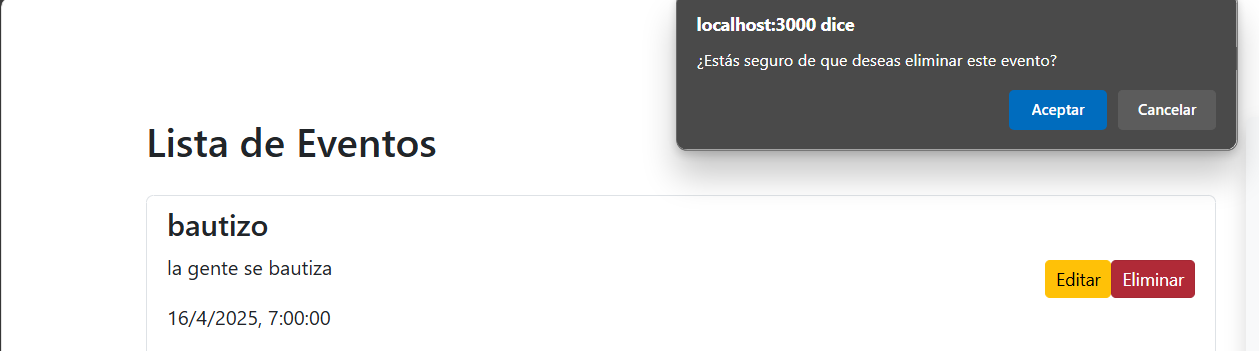 localhost:3000 dice
¿Estás seguro de que deseas eliminar este evento?
Aceptar Cancelar
Lista de Eventos
bautizo
la gente se bautiza
Editar Eliminar
16/4/2025, 7:00:00